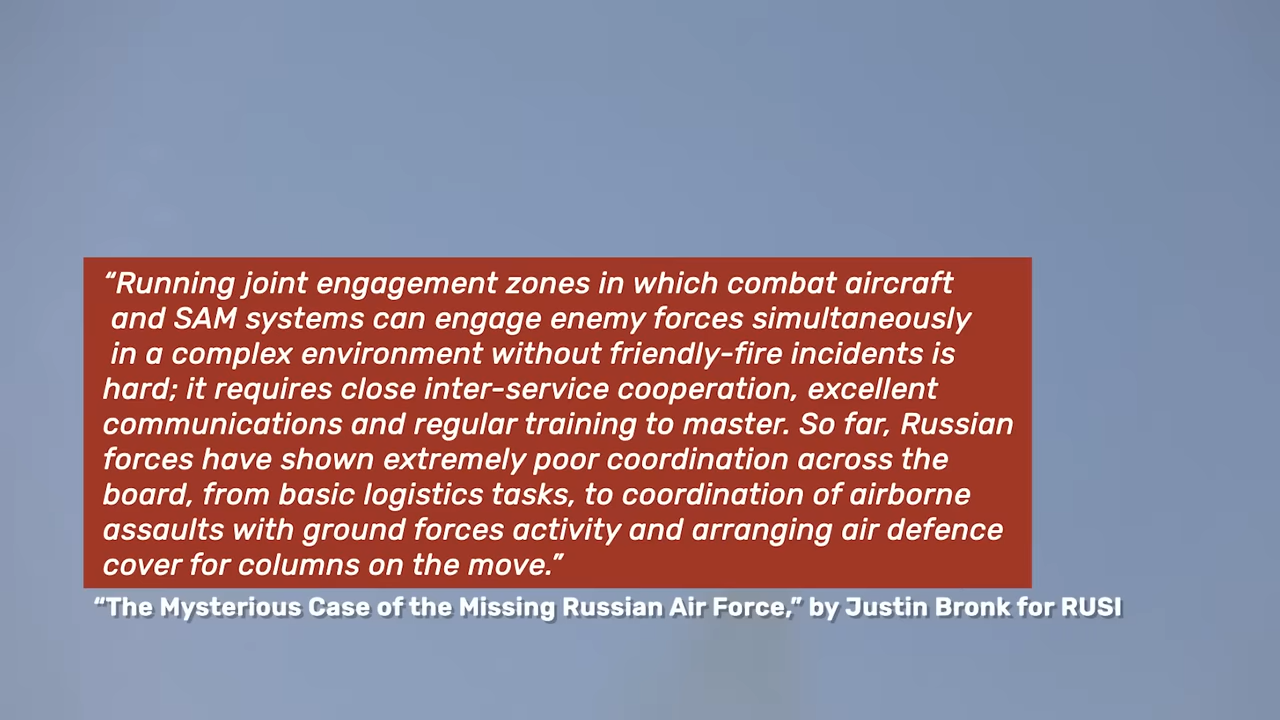 “Running joint engagement zones in which combat aircraft
and SAM systems can engage enemy forces simultaneously
in a complex environment without friendly-fire incidents is
hard; it requires close inter-service cooperation, excellent
communications and regular training to master. So far, Russian
forces have shown extremely poor coordination across the
board, from basic logistics tasks, to coordination of airborne
assaults with ground forces activity and arranging air defence
cover for columns on the move.”
“The Mysterious Case of the Missing Russian Air Force,” by Justin Bronk for RUSI